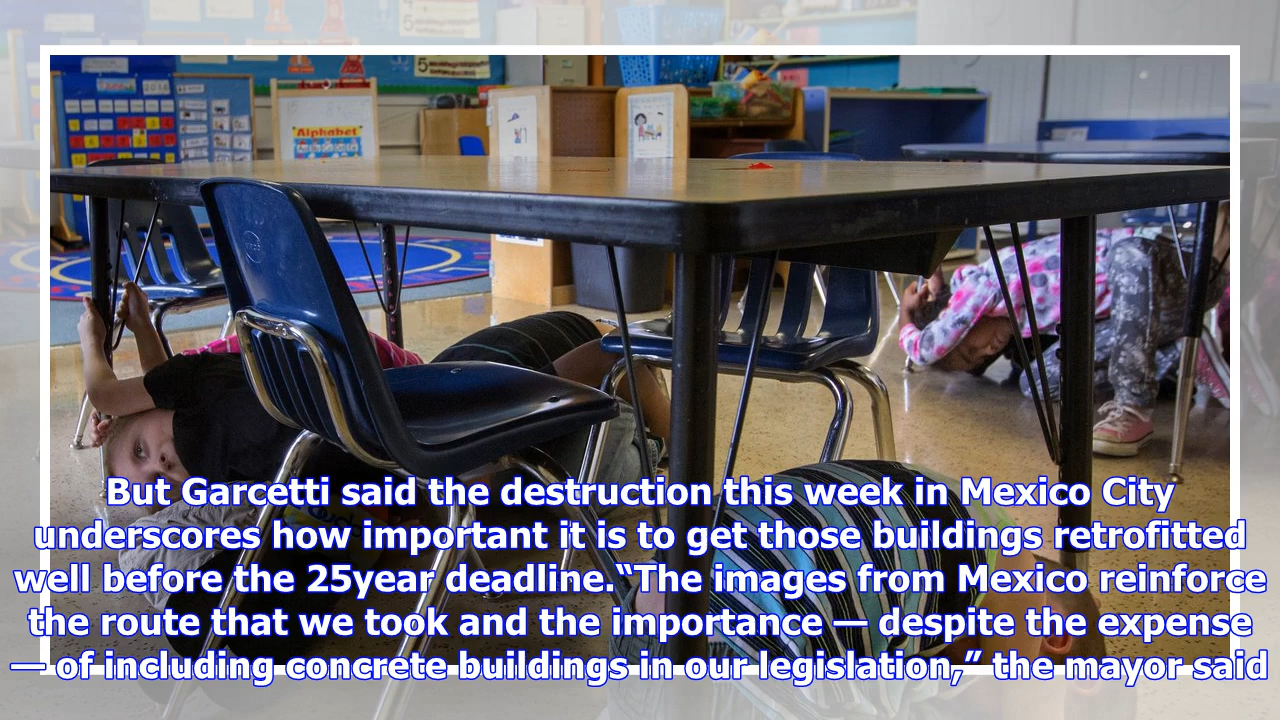 2016
Alphabet
But Garcetti said the destruction this week in Mexico City
underscores how important it is to get those buildings retrofitted
well before the 25year deadline.“The images from Mexico reinforce
the route that we took and the importance — despite the expense
— of including concrete buildings in our legislation,” the mayor said